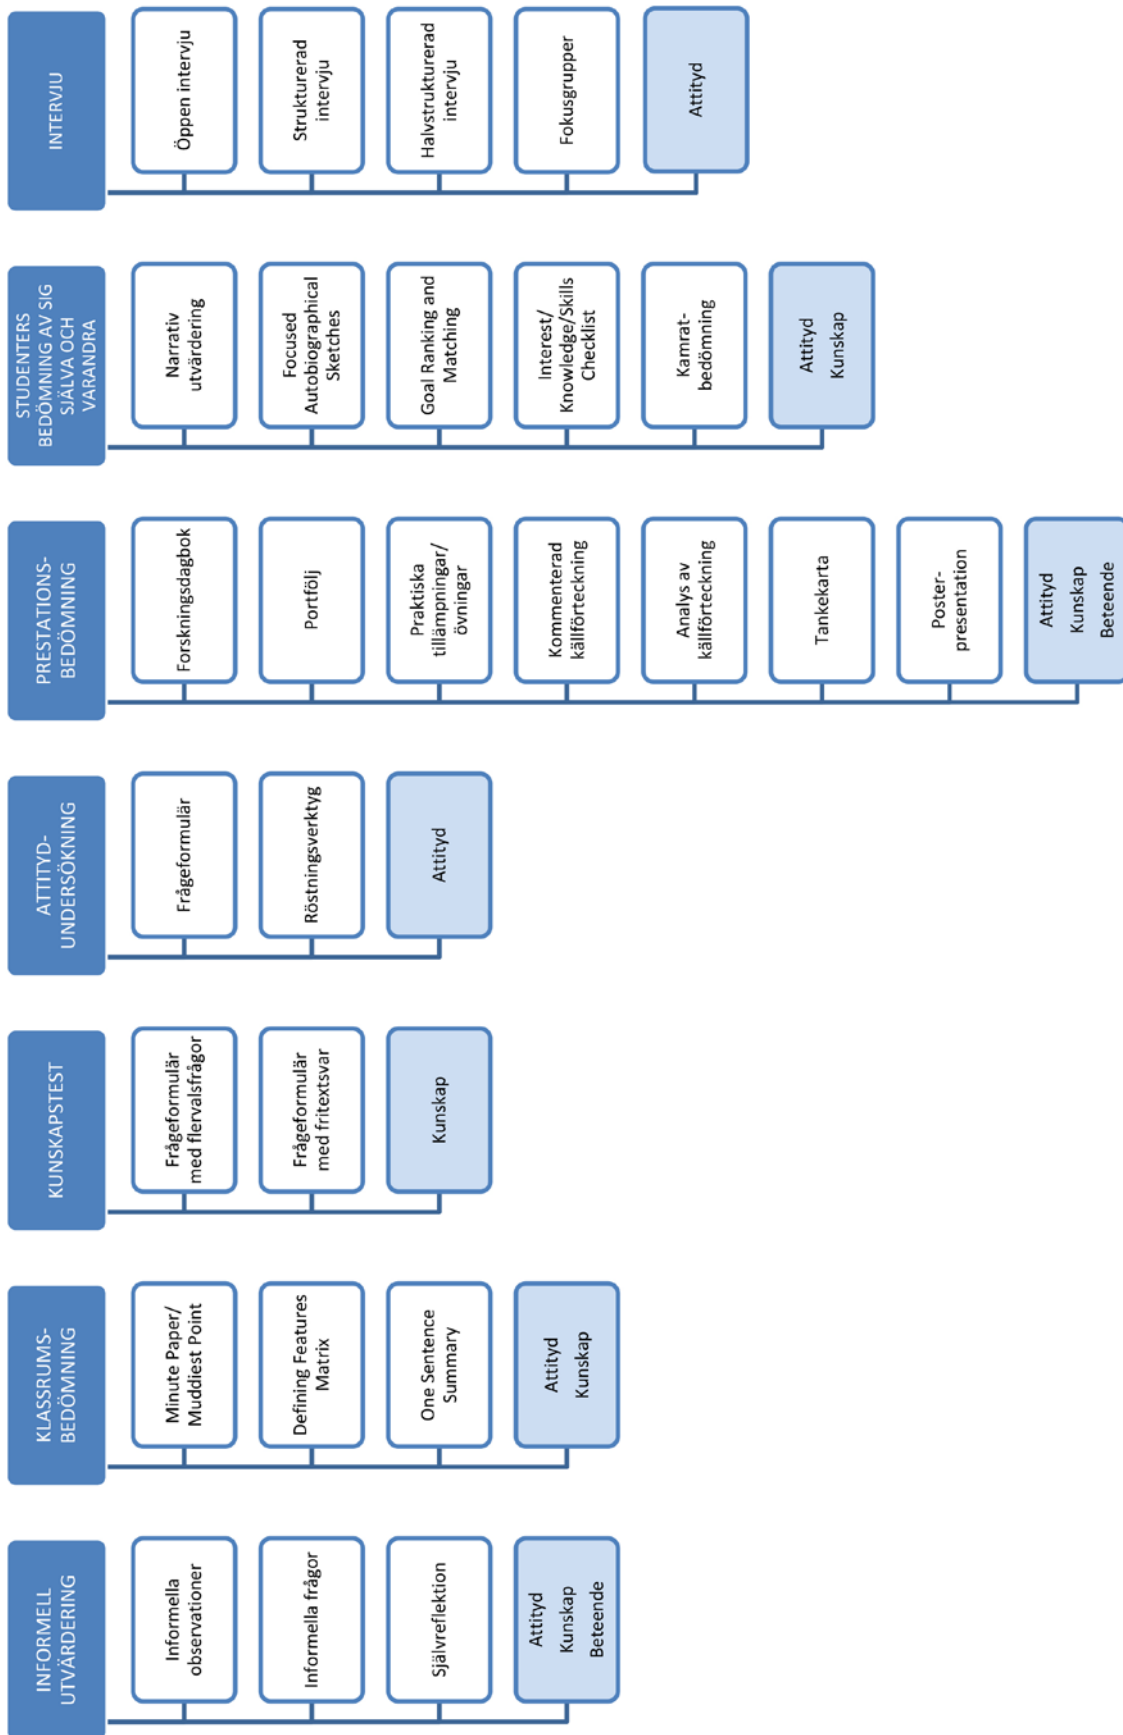 INFORMELL
UTVÄRDERING
Informella
observationer
Informella frågor
Självreflektion
Attityd
Kunskap
Beteende
KLASSRUMS-
BEDÖMNING
Minute Paper/
Muddiest Point
Defining Features
Matrix
One Sentence
Summary
Attityd
Kunskap
KUNSKAPSTEST
Frågeformulär
med flervalsfrågor
Frågeformulär
med fritextsvar
Kunskap
ATTITYD-
UNDERSÖKNING
Frågeformulär
Röstningsverktyg
Attityd
PRESTATIONS-
BEDÖMNING
Forskningsdagbok
Portfölj
Praktiska
tillämpningar/
övningar
Kommenterad
källförteckning
Analys av
källförteckning
Tankekarta
Poster-
presentation
Attityd
Kunskap
Beteende
STUDENTERS
BEDÖMNING AV SIG
SJÄLVA OCH
VARANDRA
Narrativ
utvärdering
Focused
Autobiographical
Sketches
Goal Ranking and
Matching
Interest/
Knowledge/Skills
Checklist
Kamrat-
bedömning
Attityd
Kunskap
INTERVJU
Öppen intervju
Strukturerad
intervju
Halvstrukturerad
intervju
Fokusgrupper
Attityd